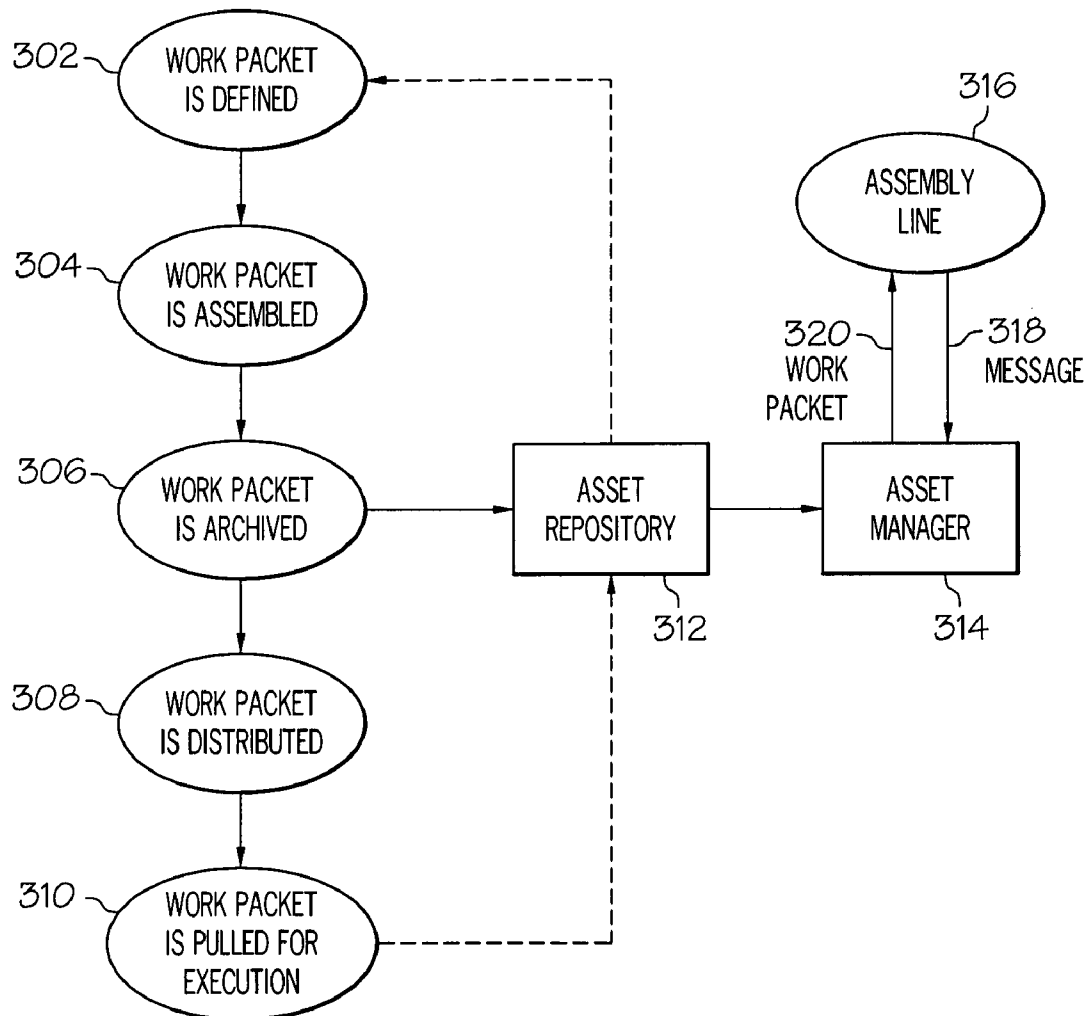 302
WORK PACKET
IS DEFINED
316
ASSEMBLY
LINE
304
WORK PACKET
IS ASSEMBLED
320
WORK
PACKET
318
MESSAGE
306
WORK PACKET
IS ARCHIVED
ASSET
REPOSITORY
312
ASSET
MANAGER
314
308
WORK PACKET
IS DISTRIBUTED
310
WORK PACKET
IS PULLED FOR
EXECUTION